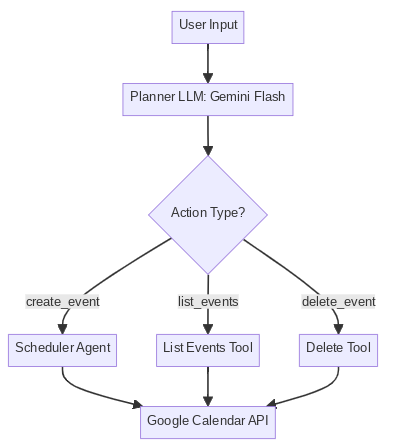 User Input
Planner LLM: Gemini Flash
Action Type?
create_event
list_events
delete_event
Scheduler Agent
List Events Tool
Delete Tool
Google Calendar API